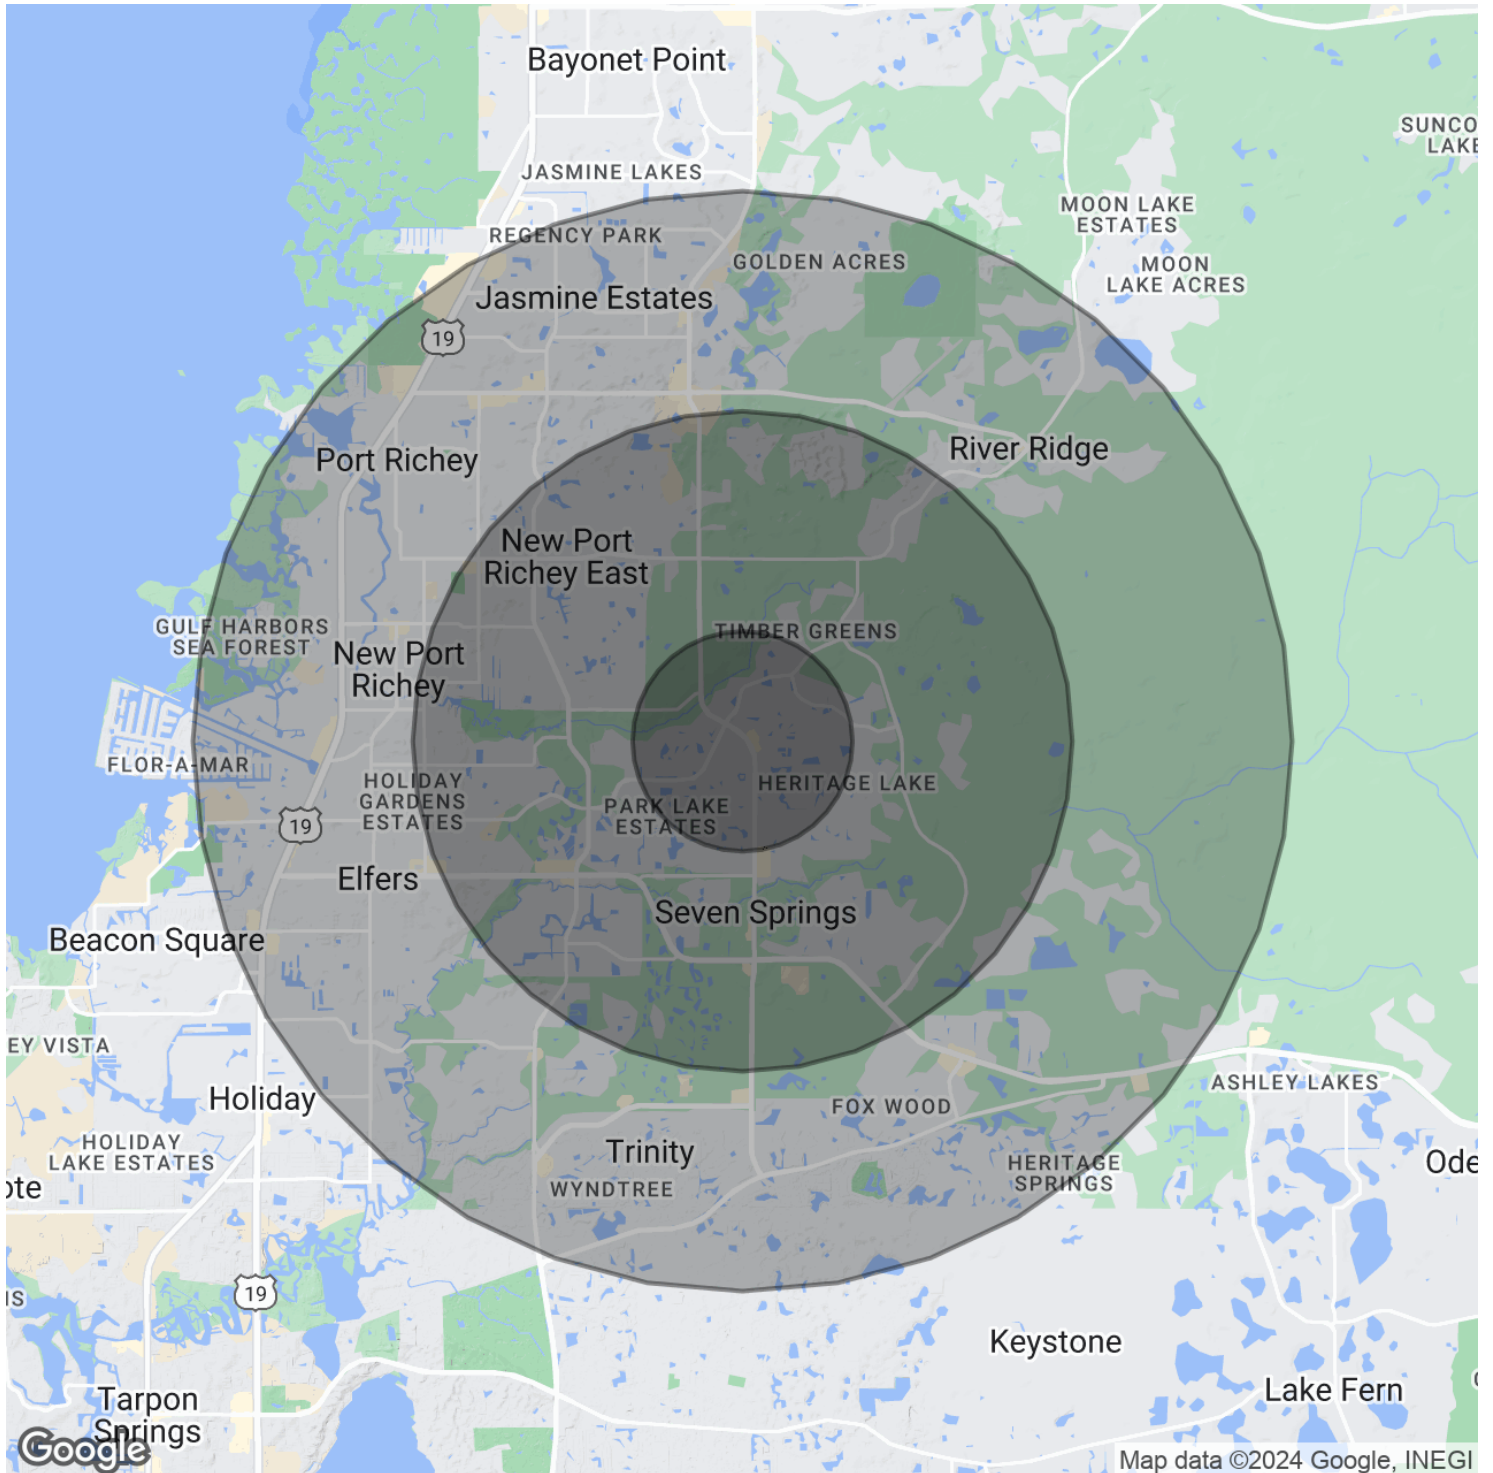 Bayonet Point
SUNCO
LAKE
JASMINE LAKES
MOON LAKE
ESTATES
REGENCY PARK
GOLDEN ACRES
MOON
LAKE ACRES
Jasmine Estates
19
River Ridge
Port Richey
New Port
Richey East
GULF HARBORS
SEA FOREST
TIMBER GREENS
New Port
Richey
FLOR-A-MAR
HOLIDAY
GARDENS
ESTATES
HERITAGE LAKE
PARK LAKE
ESTATES
19
Elfers
Seven Springs
Beacon Square
EY VISTA
ASHLEY LAKES
Holiday
FOX WOOD
HOLIDAY
LAKE ESTATES
Trinity
HERITAGE
SPRINGS
Ode
ote
WYNDTREE
19
IS
Keystone
Lake Fern
Tarpon
Springs
Google
Map data ©2024 Google, INEGI